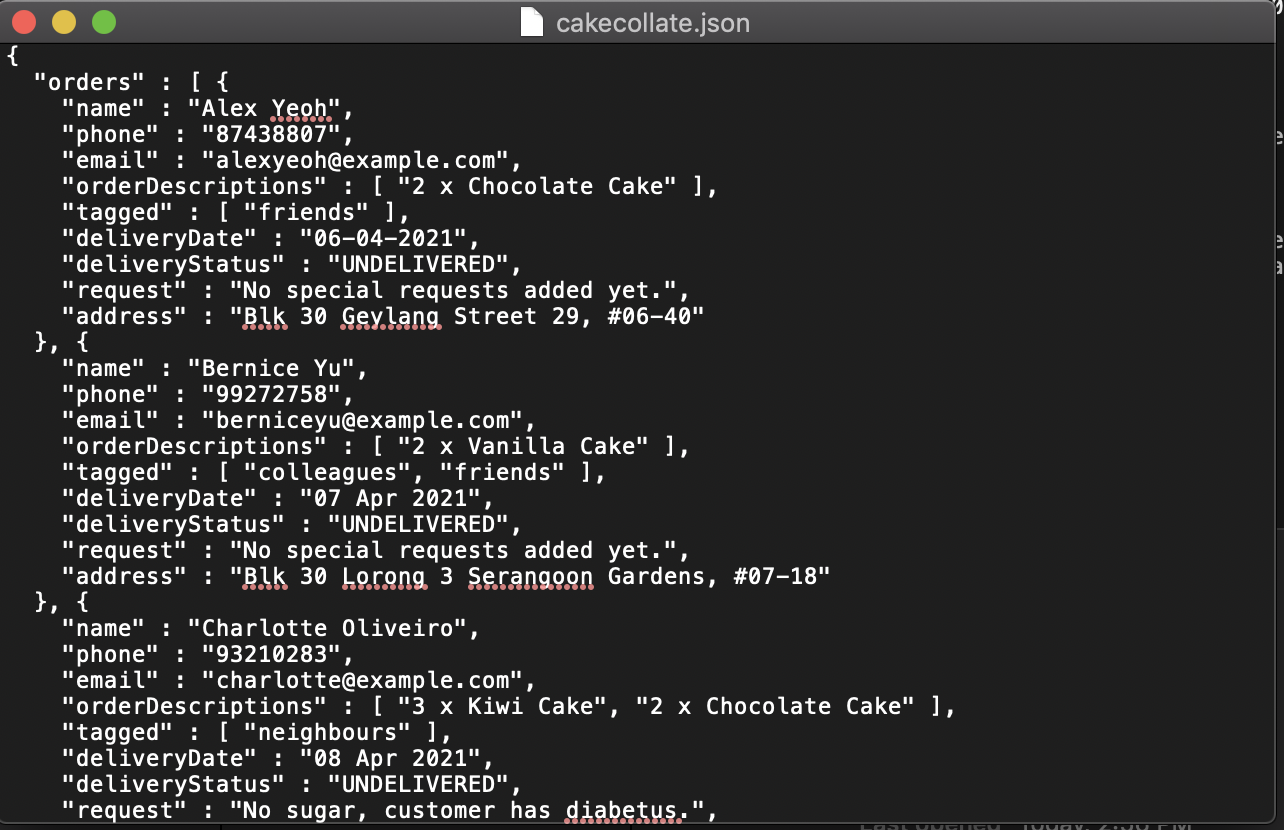 cakecollate.json
{
  "orders" : [ {
    "name" : "Alex Yeoh",
    "phone" : "87438807",
    "email" : "alexyeoh@example.com",
    "orderDescriptions" : [ "2 x Chocolate Cake" ],
    "tagged" : [ "friends" ],
    "deliveryDate" : "06-04-2021",
    "deliveryStatus" : "UNDELIVERED",
    "request" : "No special requests added yet.",
    "address" : "Blk 30 Geylang Street 29, #06-40"
  }, {
    "name" : "Bernice Yu",
    "phone" : "99272758",
    "email" : "berniceyu@example.com",
    "orderDescriptions" : [ "2 x Vanilla Cake" ],
    "tagged" : [ "colleagues", "friends" ],
    "deliveryDate" : "07 Apr 2021",
    "deliveryStatus" : "UNDELIVERED",
    "request" : "No special requests added yet.",
    "address" : "Blk 30 Lorong 3 Serangoon Gardens, #07-18"
  }, {
    "name" : "Charlotte Oliveiro",
    "phone" : "93210283",
    "email" : "charlotte@example.com",
    "orderDescriptions" : [ "3 x Kiwi Cake", "2 x Chocolate Cake" ],
    "tagged" : [ "neighbours" ],
    "deliveryDate" : "08 Apr 2021",
    "deliveryStatus" : "UNDELIVERED",
    "request" : "No sugar, customer has diabetus.",